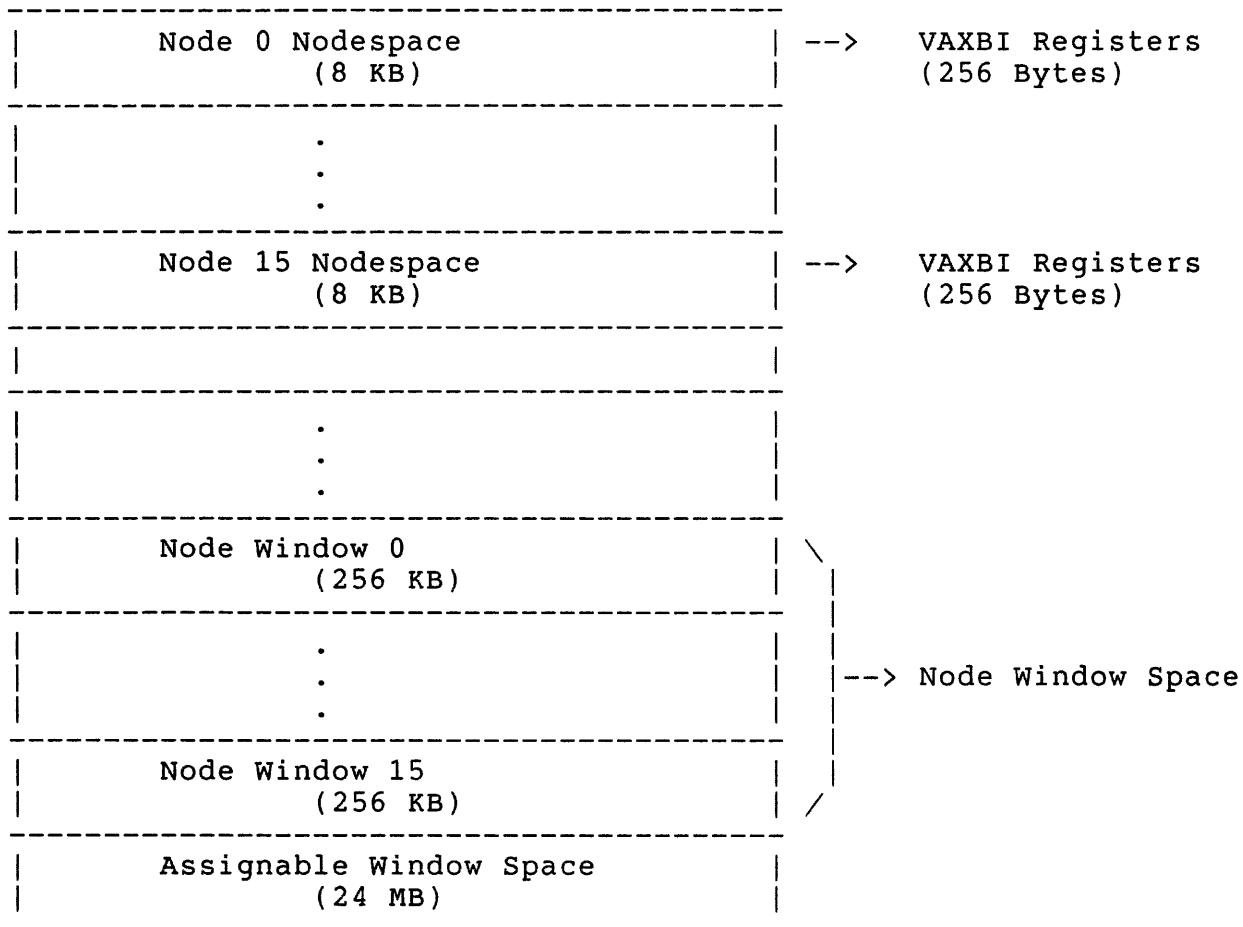 Node 0 Nodespace --> VAXBI Registers
(8 KB) (256 Bytes)
.
.
.
Node 15 Nodespace --> VAXBI Registers
(8 KB) (256 Bytes)
.
.
.
Node Window 0
(256 KB)
.
.
. --> Node Window Space
Node Window 15
(256 KB)
Assignable Window Space
(24 MB)